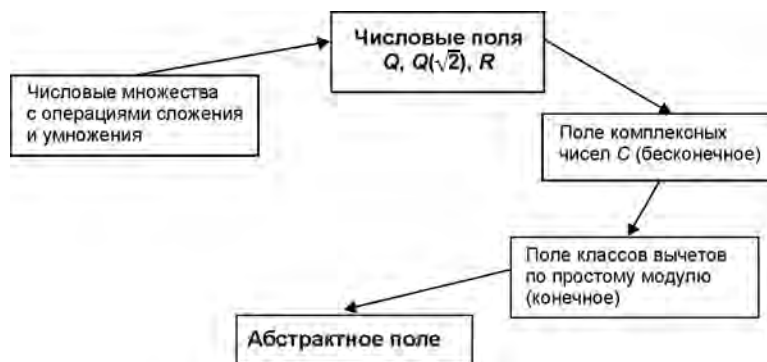 Числовые поля
Q, Q(√2), R
Числовые множества
с операциями сложения
и умножения
Поле комплексных
чисел C (бесконечное)
Поле классов вычетов
по простому модулю
(конечное)
Абстрактное поле